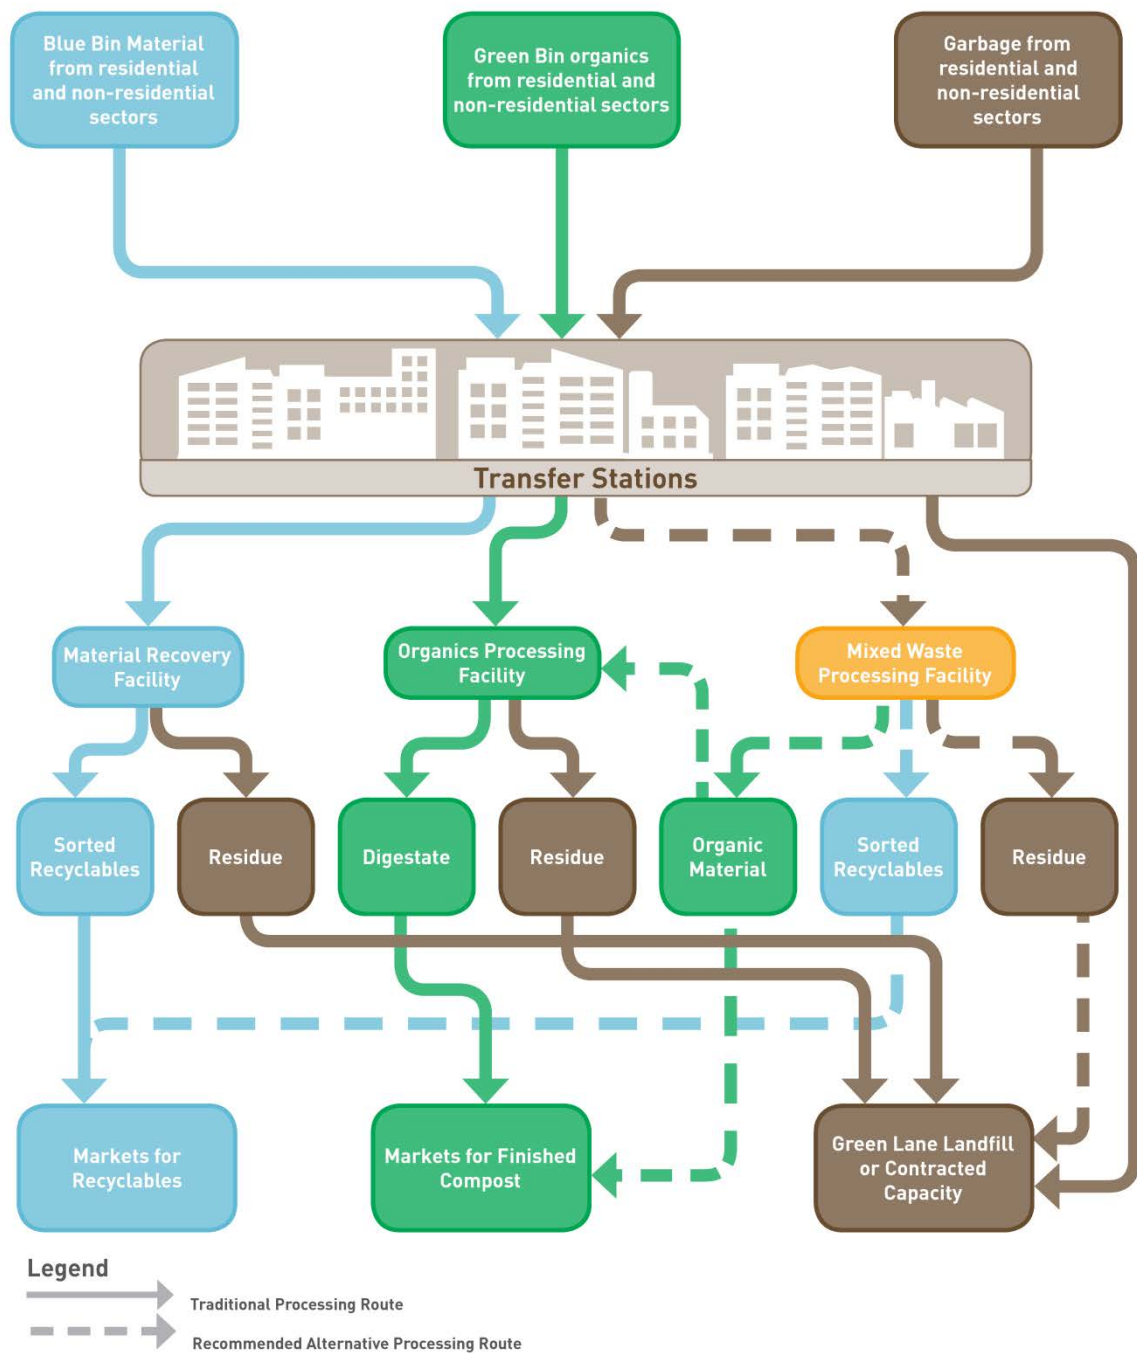 Blue Bin Material
from residential
and non-residential
sectors
Green Bin organics
from residential and
non-residential sectors
Garbage from
residential and
non-residential
sectors
Transfer Stations
Material Recovery
Facility
Organics Processing
Facility
Mixed Waste
Processing Facility
Sorted
Recyclables
Residue
Digestate
Residue
Organic
Material
Sorted
Recyclables
Residue
Markets for
Recyclables
Markets for Finished
Compost
Green Lane Landfill
or Contracted
Capacity
Legend
Traditional Processing Route
Recommended Alternative Processing Route